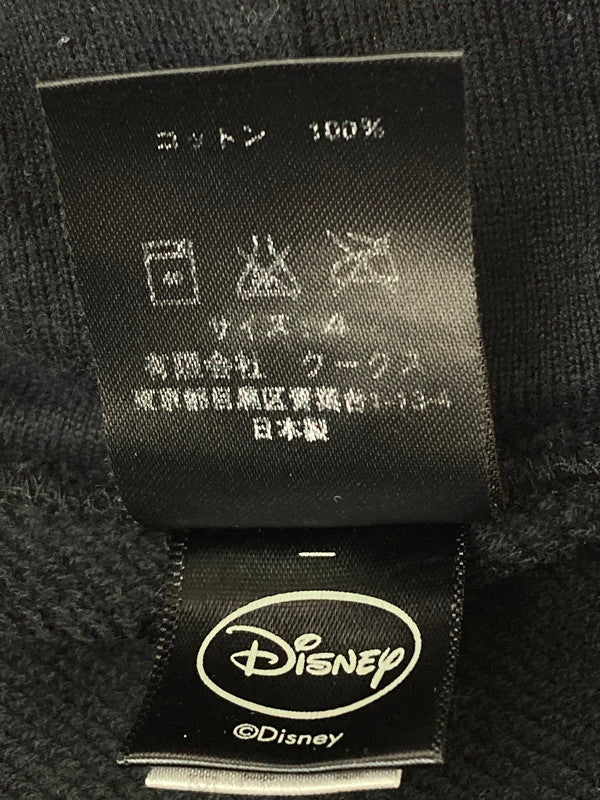 コットン 100%
サイズ:4
有限会社 クークス
東京都目黒区青葉台1-13-4
日本製
Disney
©Disney